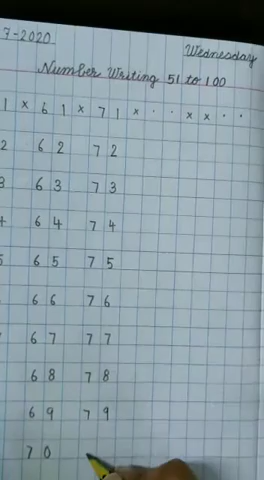 7-2020
Wednesday
Number Writing 51 to 100
1 x 6 1 x 7 1 x . . x x . .
2 6 2 7 2
3 6 3 7 3
4 6 4 7 4
5 6 5 7 5
6 6 7 6
6 7 7 7
6 8 7 8
6 9 7 9
7 0